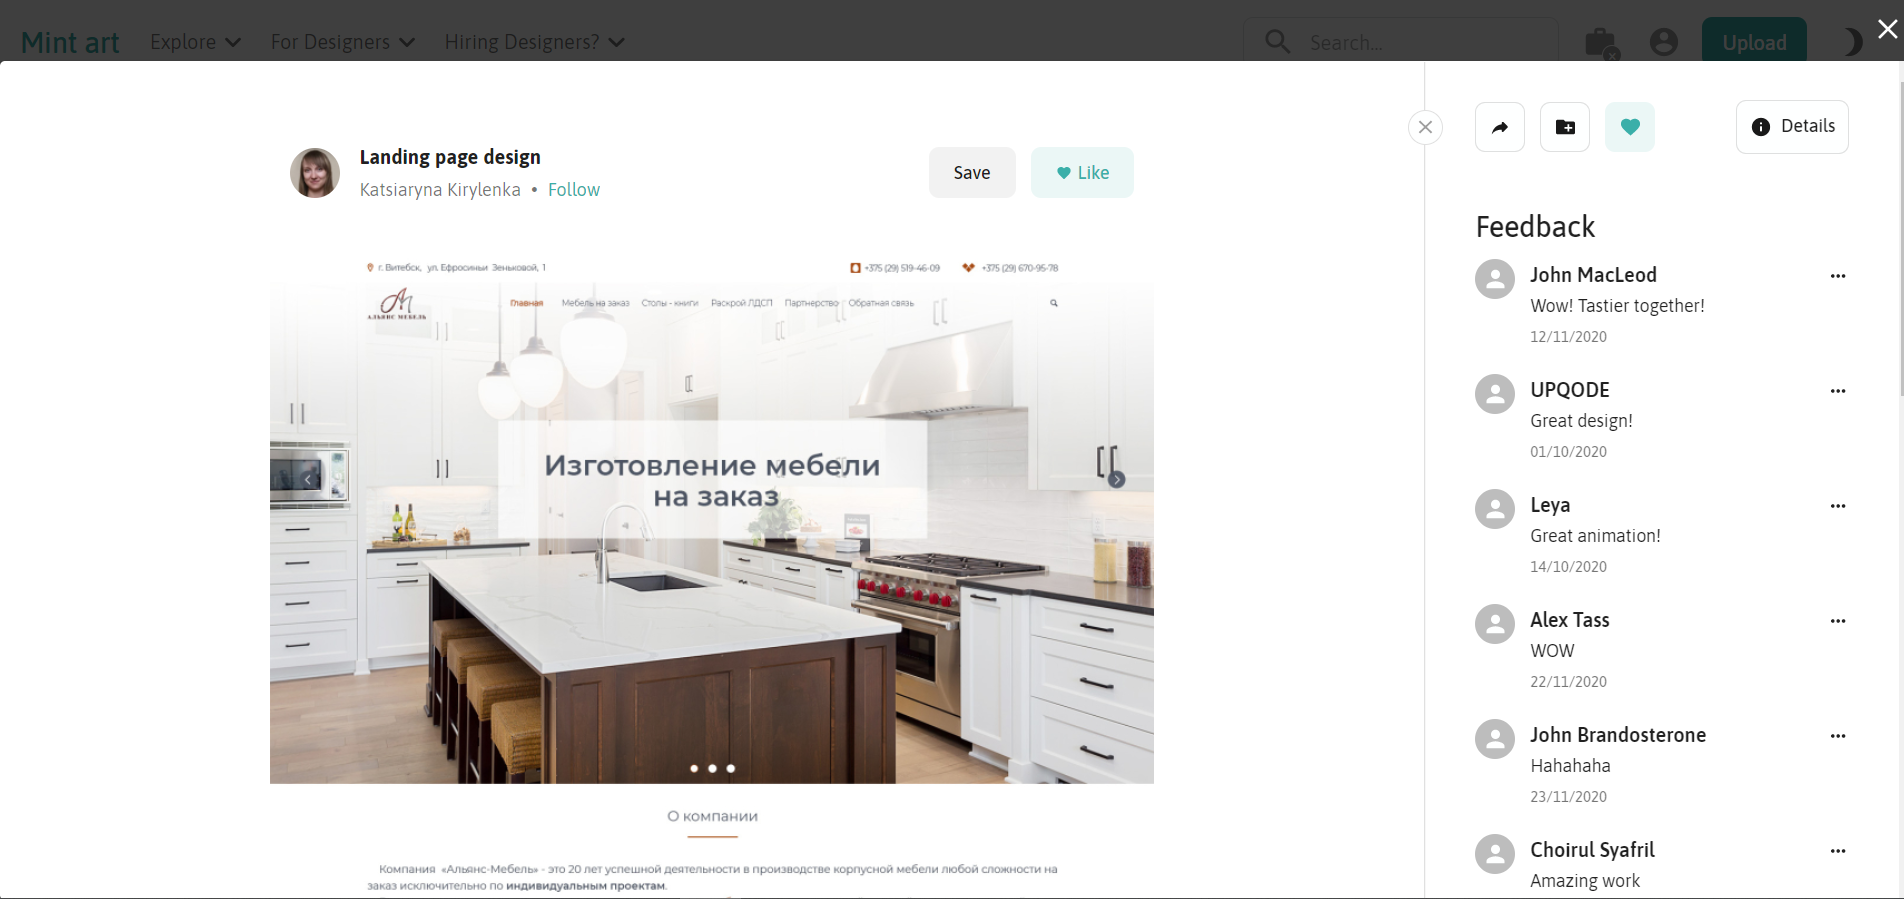 Mint art
Explore
For Designers
Hiring Designers?
Search...
Upload
Landing page design
Katsiaryna Kirylenka • Follow
Save
Like
г. Витебск, ул. Ефросиньи Зеньковой, 1
+375 (29) 519-46-09
+375 (29) 670-95-78
АЛЬЯНС МЕБЕЛЬ
Главная
Мебель на заказ
Столы - книги
Раскрой ЛДСП
Партнерство
Обратная связь
Изготовление мебели
на заказ
О компании
Компания «Альянс-Мебель» - это 20 лет успешной деятельности в производстве корпусной мебели любой сложности на
заказ исключительно по индивидуальным проектам.
Details
Feedback
John MacLeod
Wow! Tastier together!
12/11/2020
UPQODE
Great design!
01/10/2020
Leya
Great animation!
14/10/2020
Alex Tass
WOW
22/11/2020
John Brandosterone
Hahahaha
23/11/2020
Choirul Syafril
Amazing work